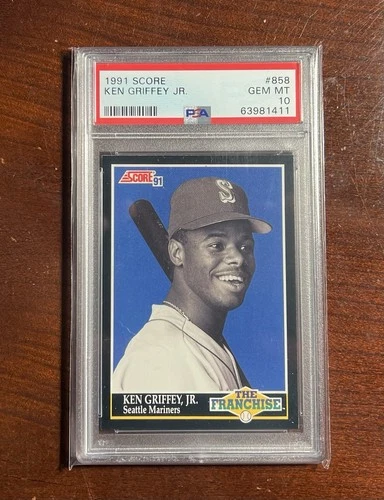 1991 SCORE #858
KEN GRIFFEY JR. GEM MT
10
PSA 63981411
SCORE 91
S
KEN GRIFFEY, JR.
Seattle Mariners
THE
FRANCHISE